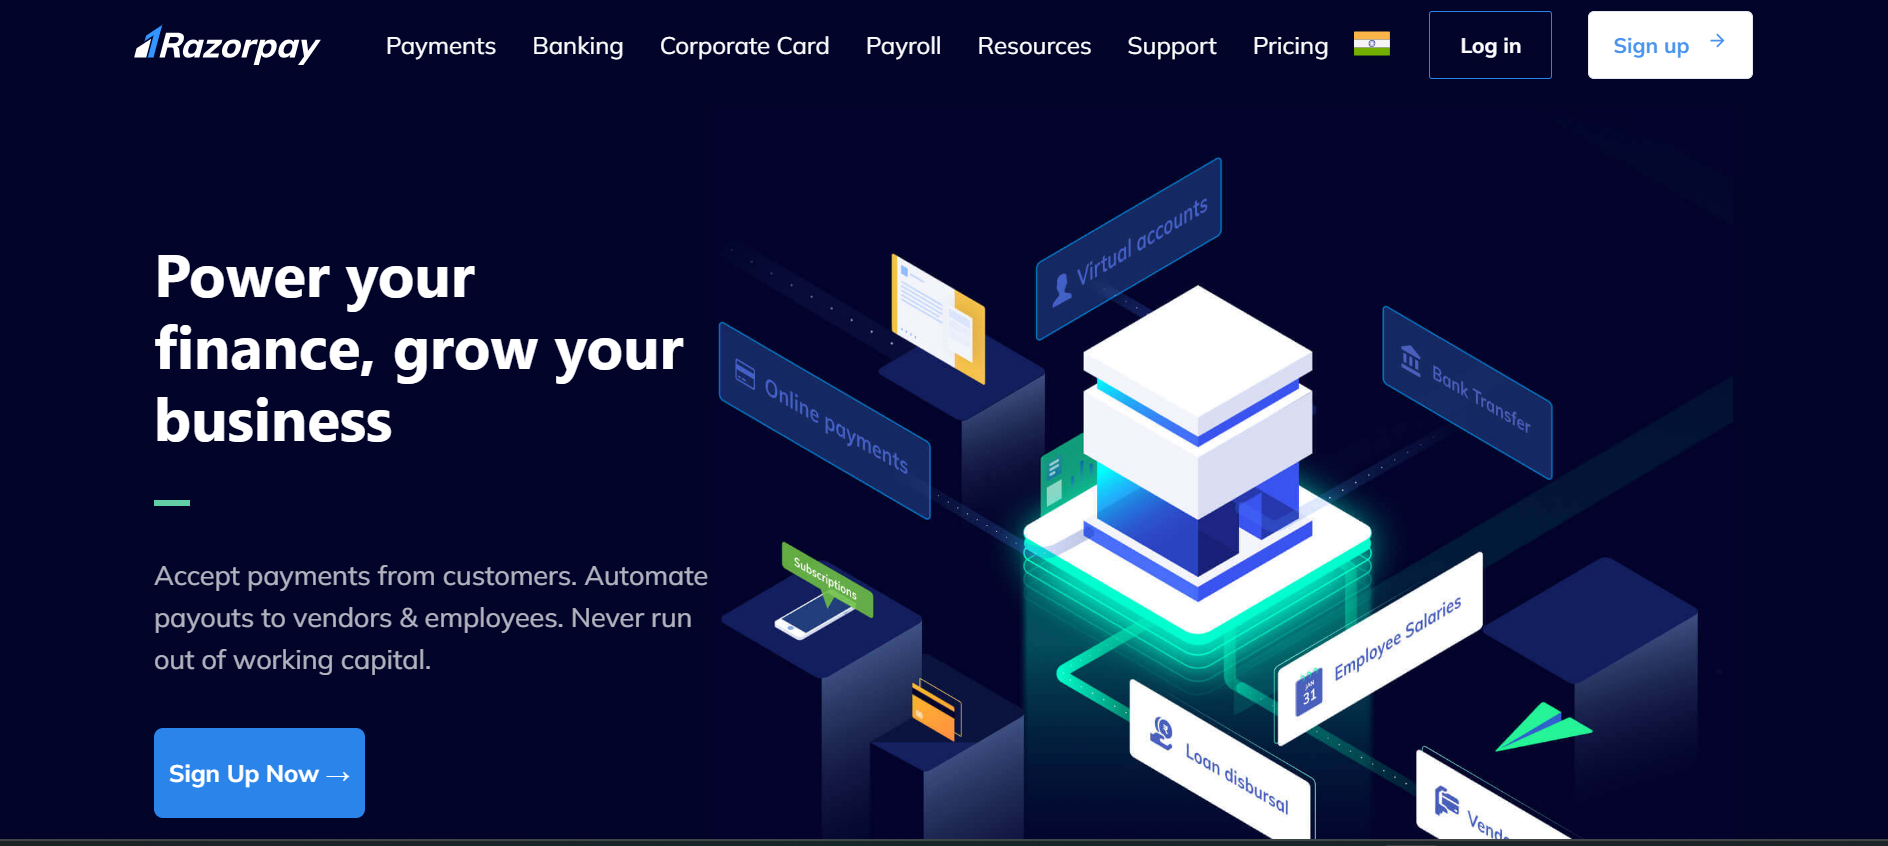 Razorpay
Payments
Banking
Corporate Card
Payroll
Resources
Support
Pricing
Log in
Sign up →
Power your
finance, grow your
business
Accept payments from customers. Automate
payouts to vendors & employees. Never run
out of working capital.
Sign Up Now →
Virtual accounts
Online payments
Bank Transfer
Subscriptions
Employee Salaries
JAN
31
Loan disbursal